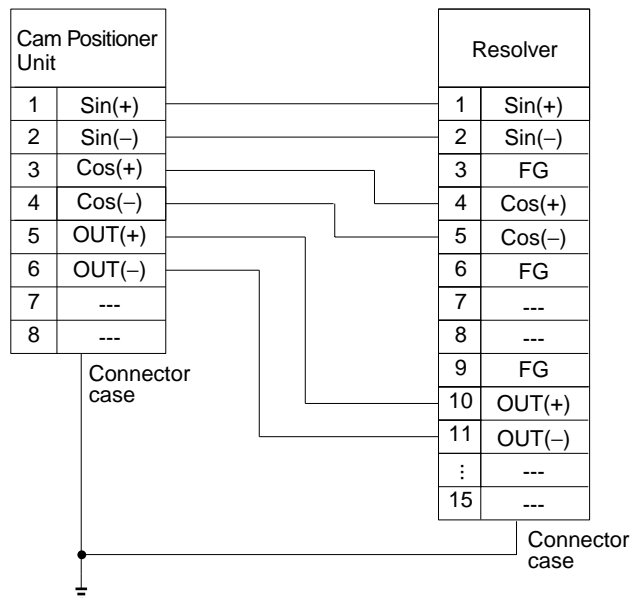 Cam Positioner
Unit
1 Sin(+)
2 Sin(–)
3 Cos(+)
4 Cos(–)
5 OUT(+)
6 OUT(–)
7 ---
8 ---
Connector
case
Resolver
1 Sin(+)
2 Sin(–)
3 FG
4 Cos(+)
5 Cos(–)
6 FG
7 ---
8 ---
9 FG
10 OUT(+)
11 OUT(–)
⋮ ---
15 ---
Connector
case